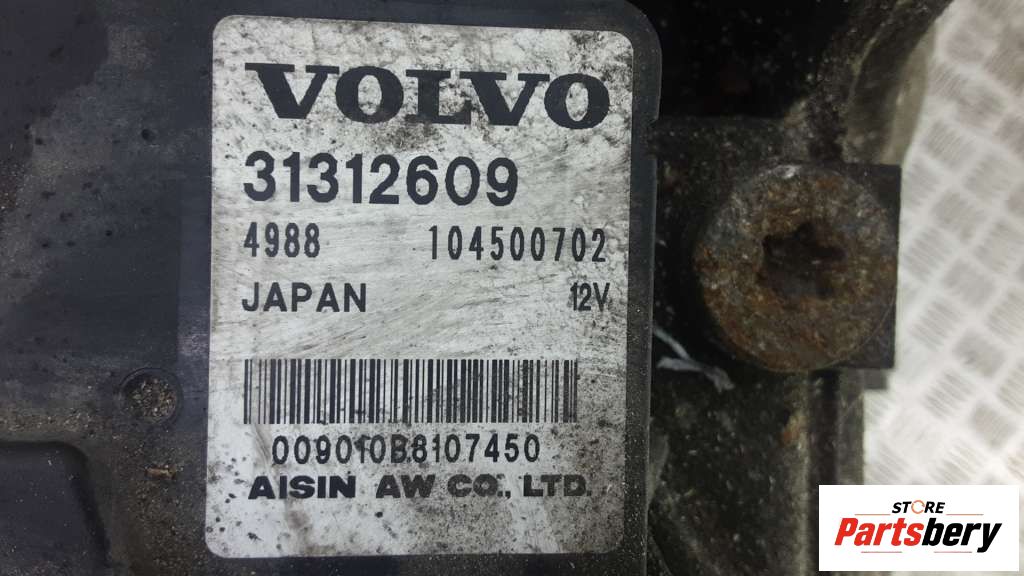 VOLVO
31312609
4988 104500702
JAPAN 12V
009010B8107450
AISIN AW CO., LTD.
STORE
Partsbery